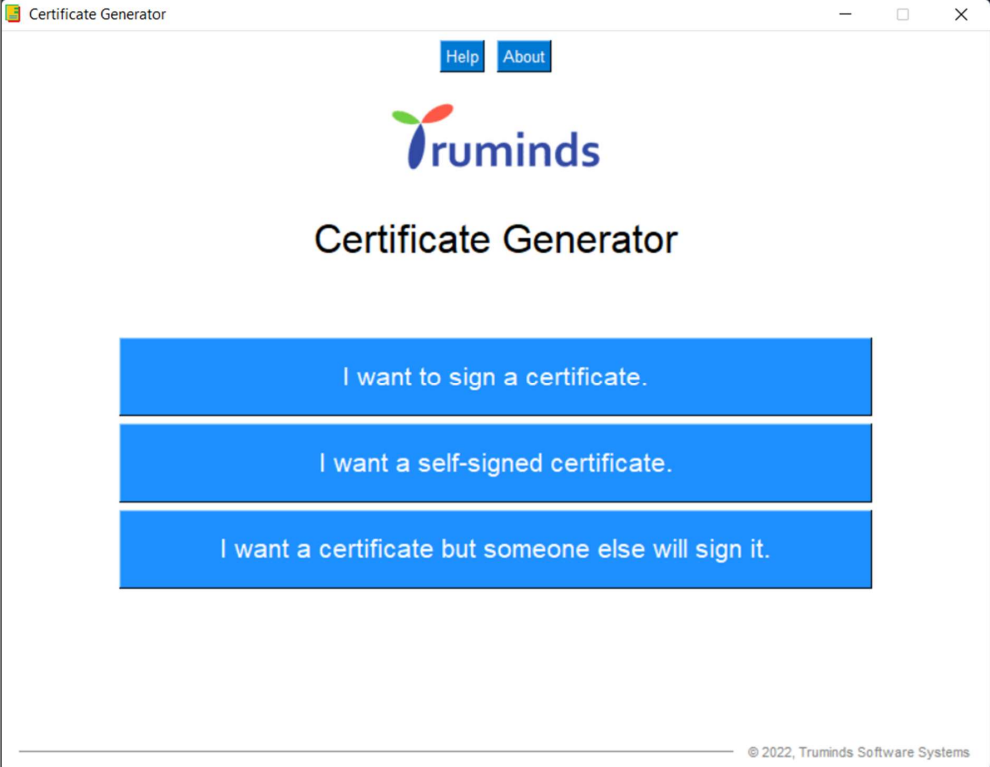 Certificate Generator
Help About
Truminds
Certificate Generator
I want to sign a certificate.
I want a self-signed certificate.
I want a certificate but someone else will sign it.
© 2022, Truminds Software Systems